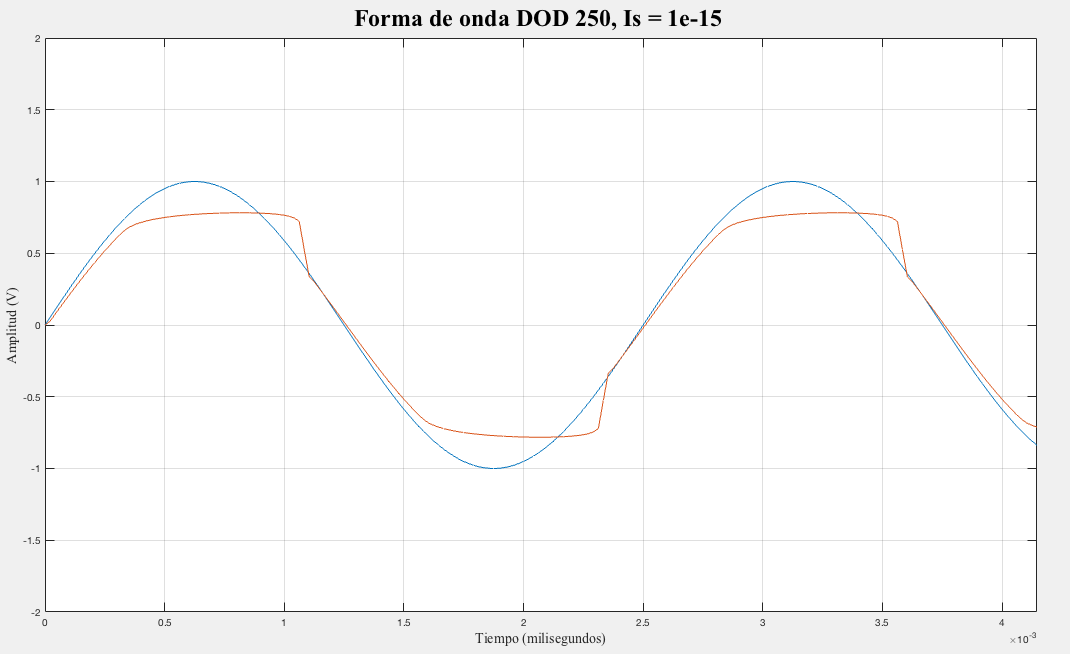 Forma de onda DOD 250, Is = 1e-15
2
1.5
1
0.5
0
-0.5
-1
-1.5
-2
Amplitud (V)
0 0.5 1 1.5 2 2.5 3 3.5 4
×10-3
Tiempo (milisegundos)